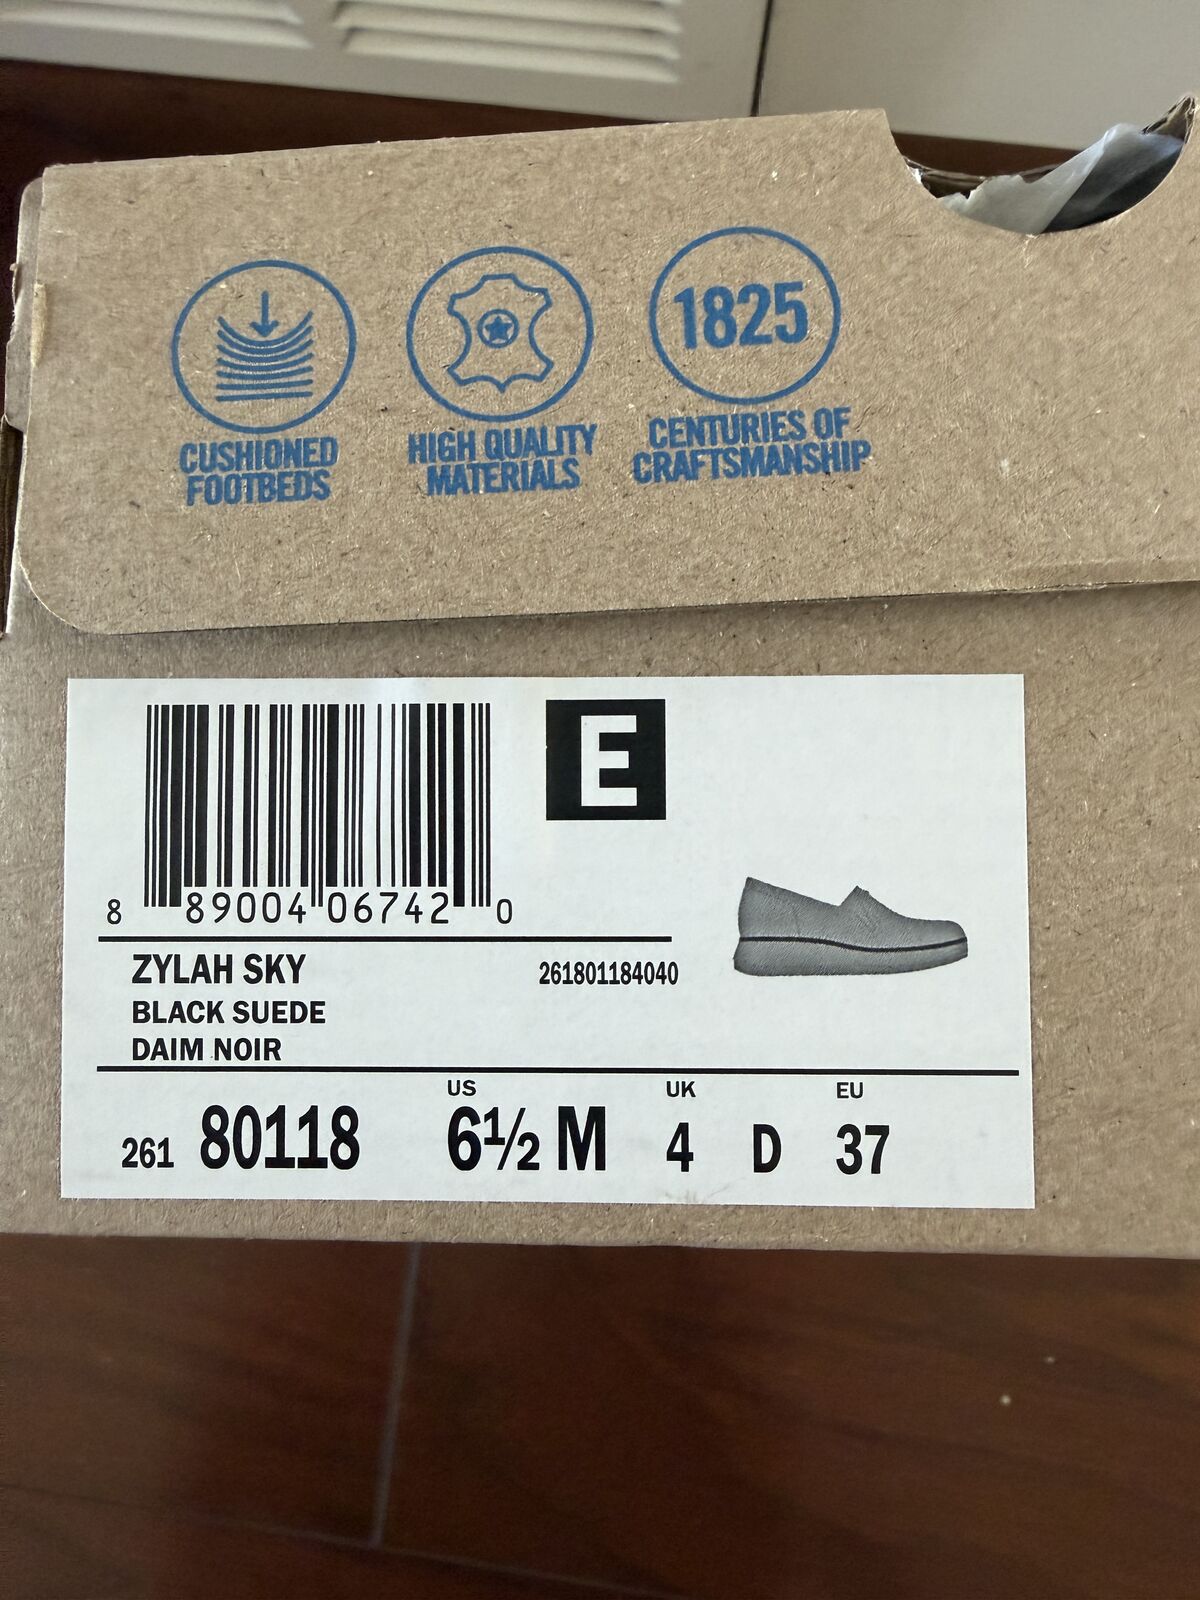 1825
CUSHIONED
FOOTBEDS
HIGH QUALITY
MATERIALS
CENTURIES OF
CRAFTSMANSHIP
E
8 89004 06742 0
ZYLAH SKY 261801184040
BLACK SUEDE
DAIM NOIR
US UK EU
261 80118 6½ M 4 D 37